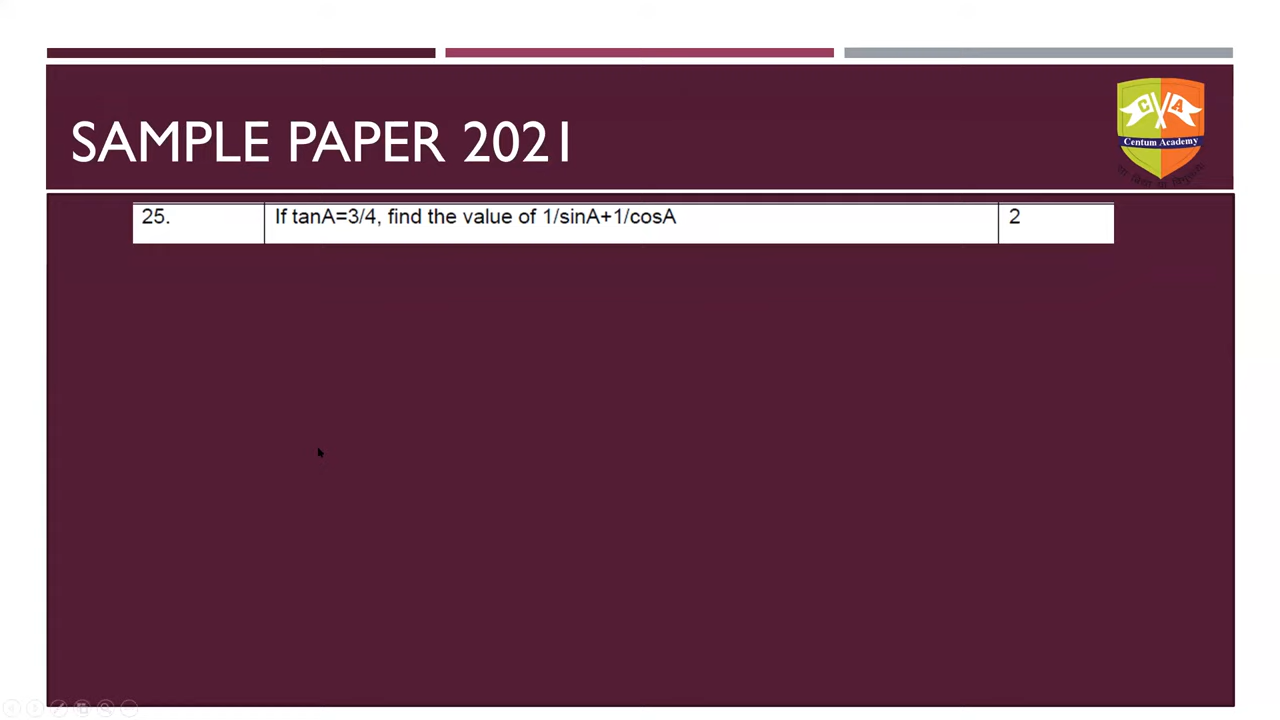 SAMPLE PAPER 2021
C A
Centum Academy
25. If tanA=3/4, find the value of 1/sinA+1/cosA 2